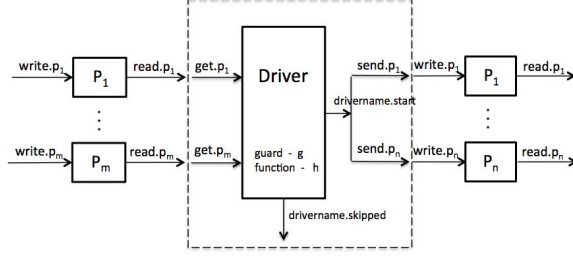 write.p1 P1 read.p1 get.p1 Driver send.p1 write.p1 P1 read.p1
drivername.start
write.pm Pm read.pm get.pm guard - g send.pn write.pn Pn read.pn
function - h
drivername.skipped